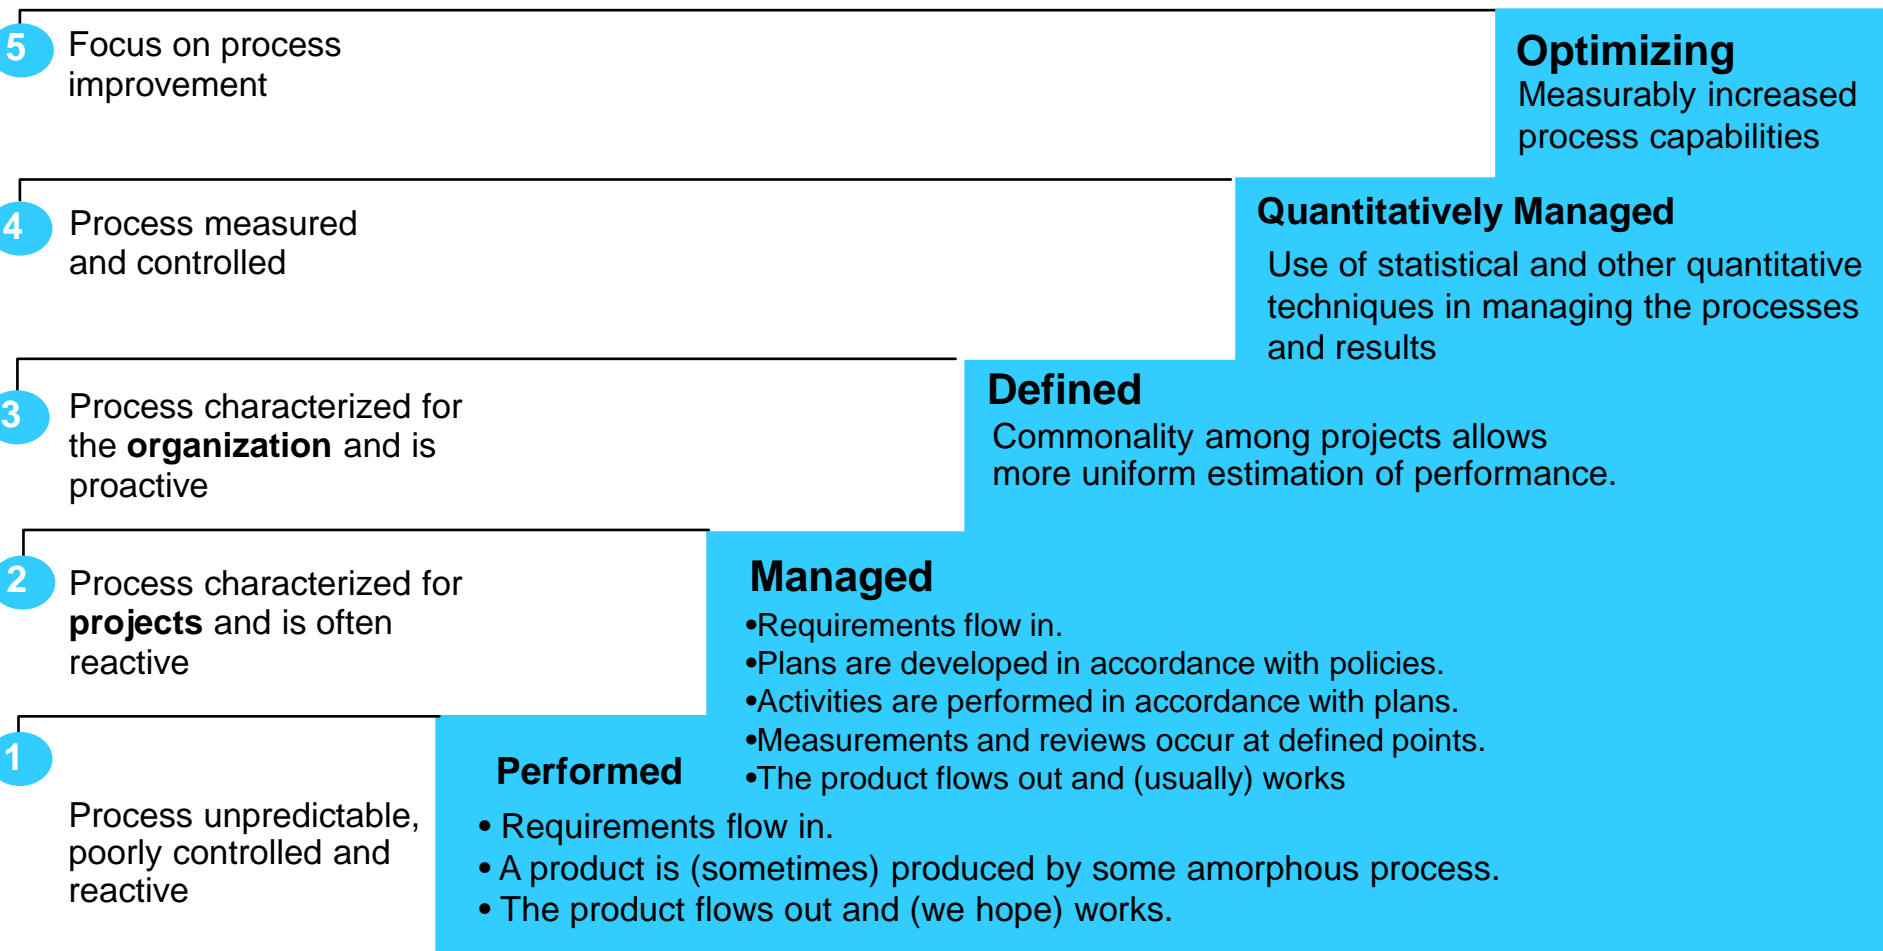 5
Focus on process
improvement
Optimizing
Measurably increased
process capabilities
4
Process measured
and controlled
Quantitatively Managed
Use of statistical and other quantitative
techniques in managing the processes
and results
3
Process characterized for
the organization and is
proactive
Defined
Commonality among projects allows
more uniform estimation of performance.
2
Process characterized for
projects and is often
reactive
Managed
•Requirements flow in.
•Plans are developed in accordance with policies.
•Activities are performed in accordance with plans.
•Measurements and reviews occur at defined points.
•The product flows out and (usually) works
1
Process unpredictable,
poorly controlled and
reactive
Performed
• Requirements flow in.
• A product is (sometimes) produced by some amorphous process.
• The product flows out and (we hope) works.